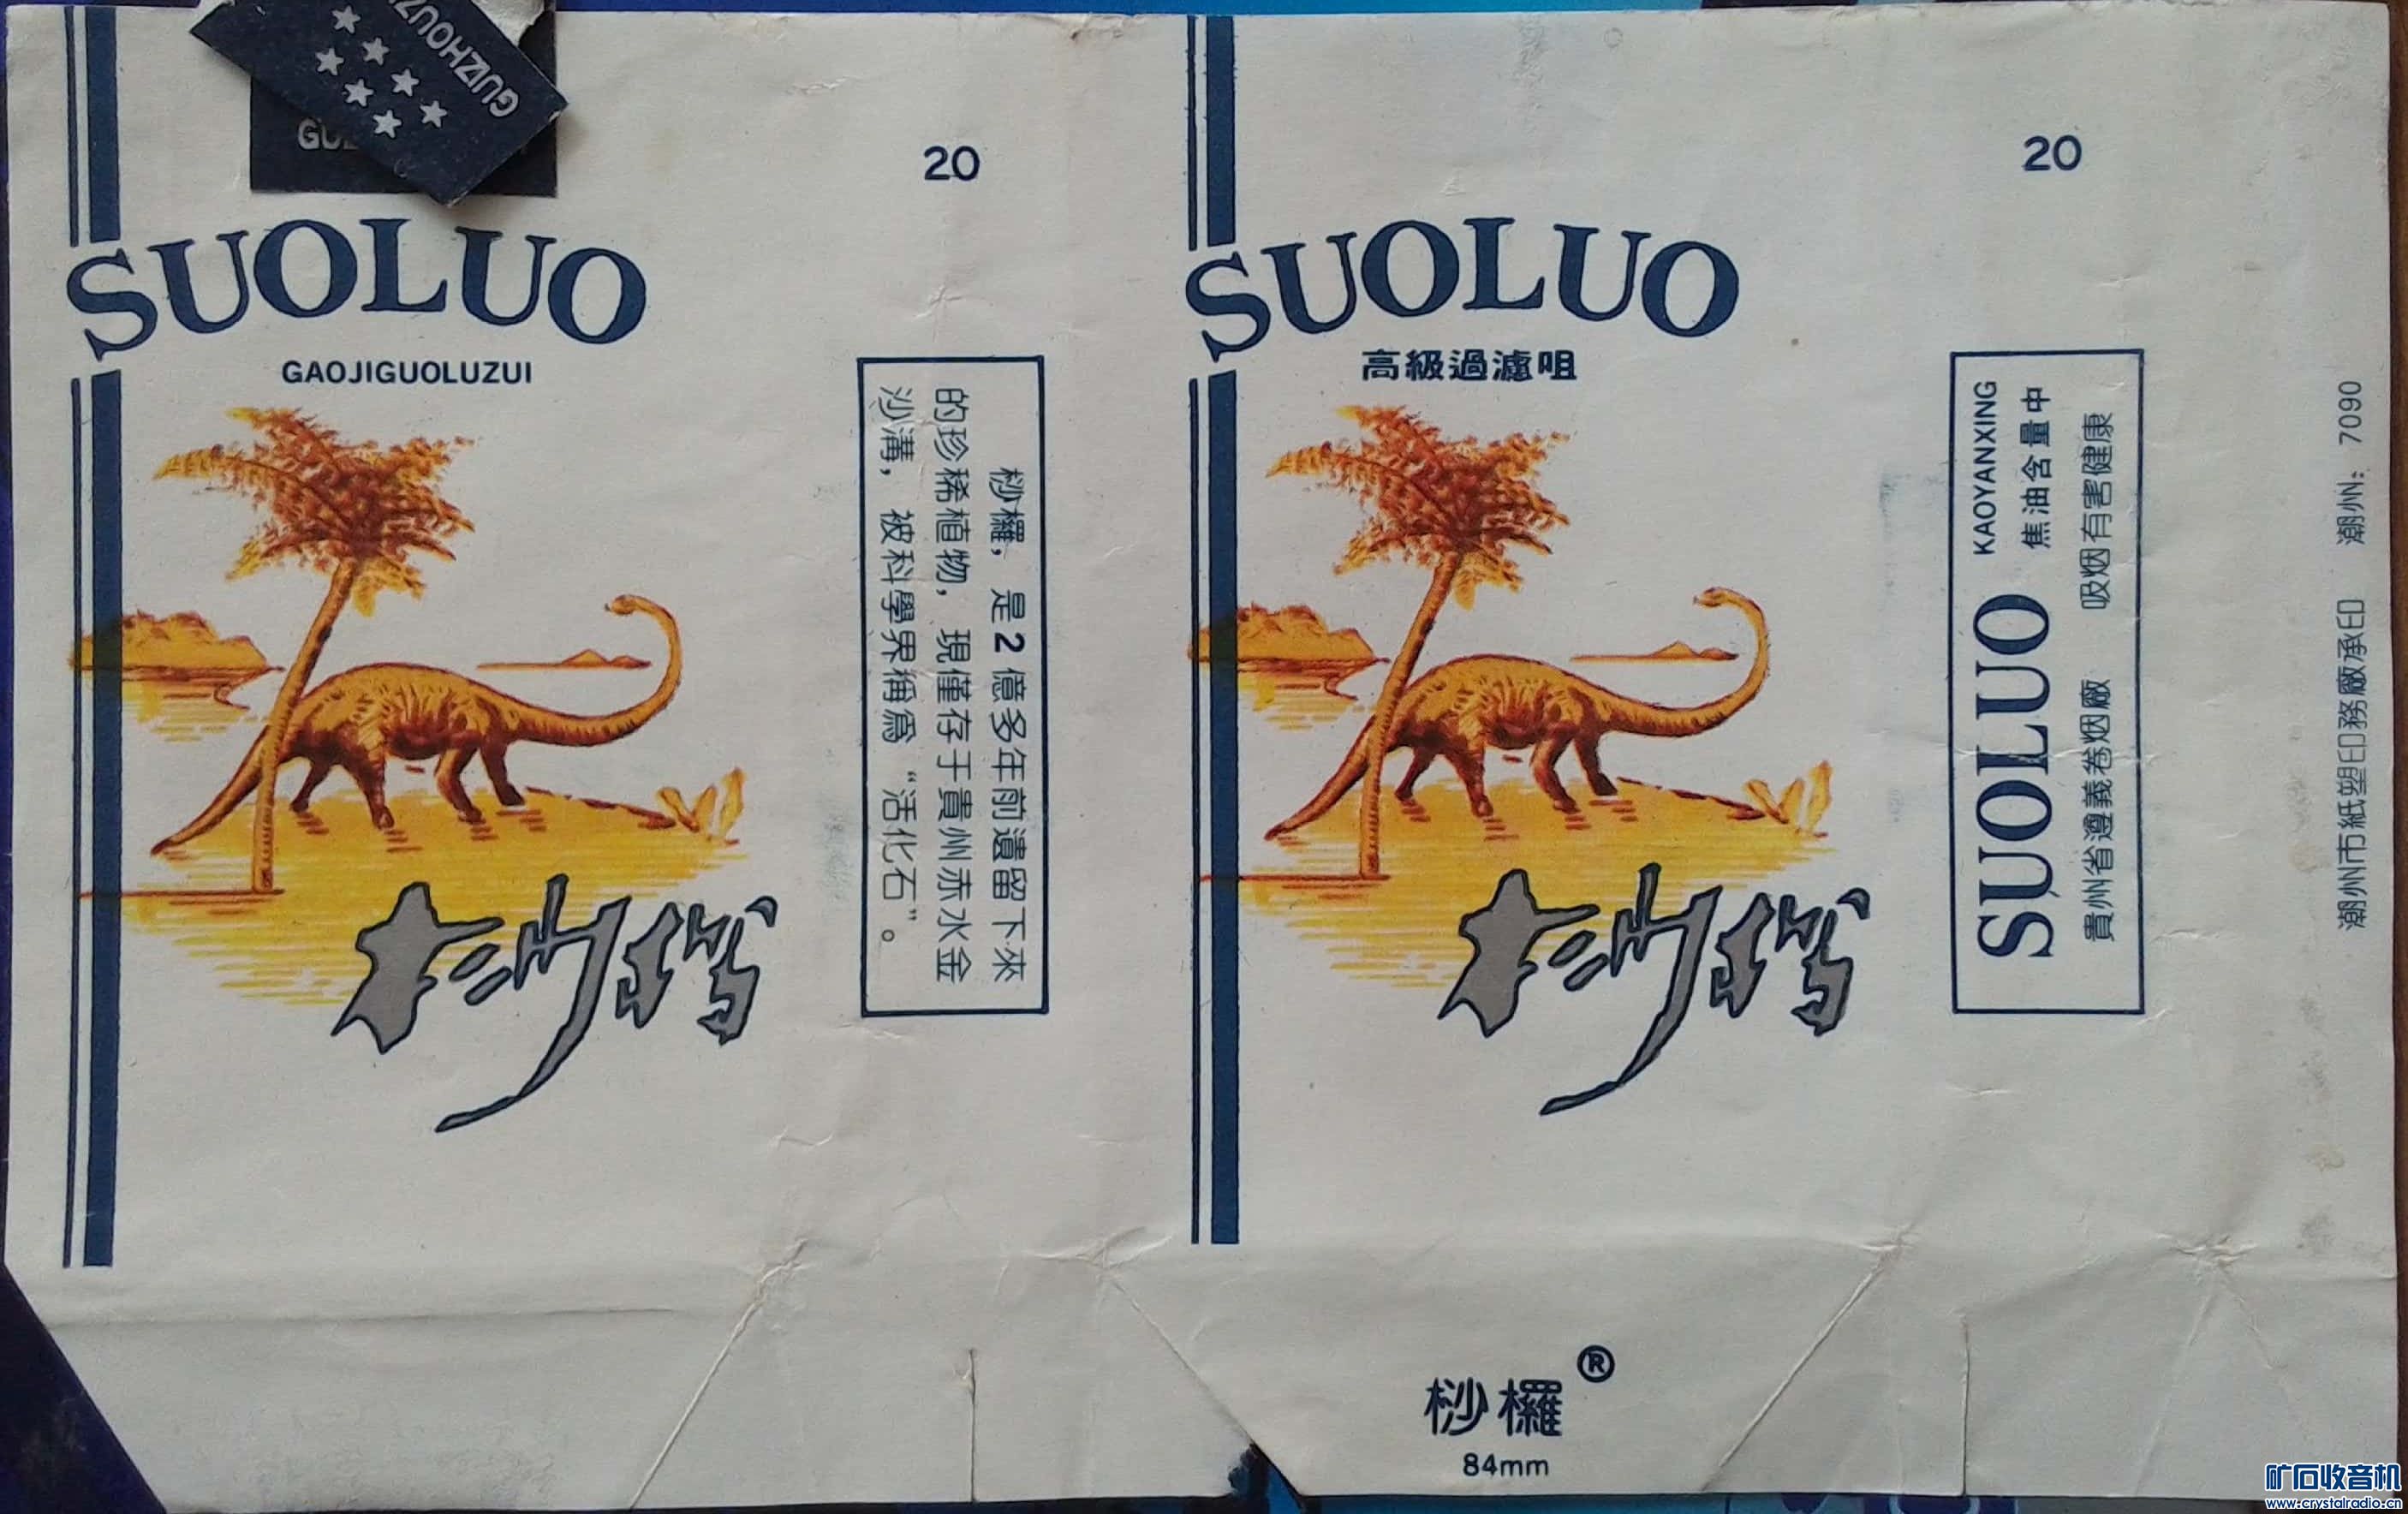 GUIZHOU
SUOLUO
GAOJIGUOLUZUI
桫欏
20
桫欏，是2億多年前遺留下來
的珍稀植物，現僅存于貴州赤水金
沙溝，被科學界稱爲“活化石”。
SUOLUO
高級過濾咀
桫欏
20
SUOLUO
KAOYANXING
焦油含量中
貴州省遵義卷烟廠 吸烟有害健康
潮州市紙塑印務廠承印 潮州：7090
桫欏®
84mm
矿石收音机
www.crystalradio.cn